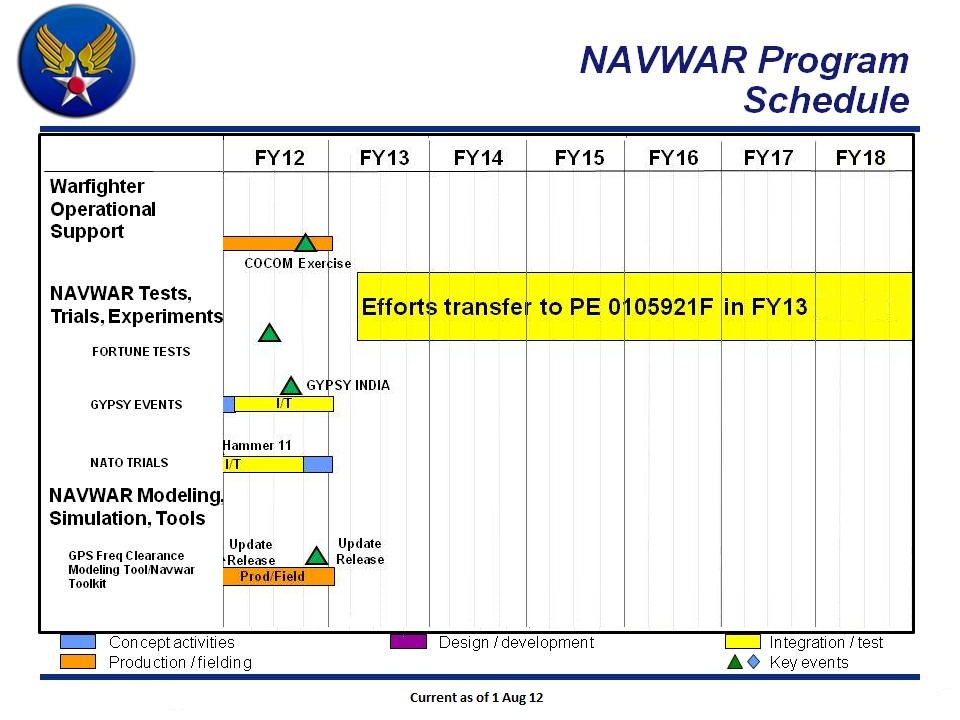 NAVWAR Program
Schedule
FY12 FY13 FY14 FY15 FY16 FY17 FY18
Warfighter
Operational
Support
COCOM Exercise
NAVWAR Tests,
Trials, Experiments
Efforts transfer to PE 0105921F in FY13
FORTUNE TESTS
GYPSY INDIA
GYPSY EVENTS
I/T
Hammer 11
NATO TRIALS
I/T
NAVWAR Modeling,
Simulation, Tools
GPS Freq Clearance
Modeling Tool/Navwar
Toolkit
Update
Release
Update
Release
Prod/Field
Concept activities
Design / development
Integration / test
Production / fielding
Key events
Current as of 1 Aug 12